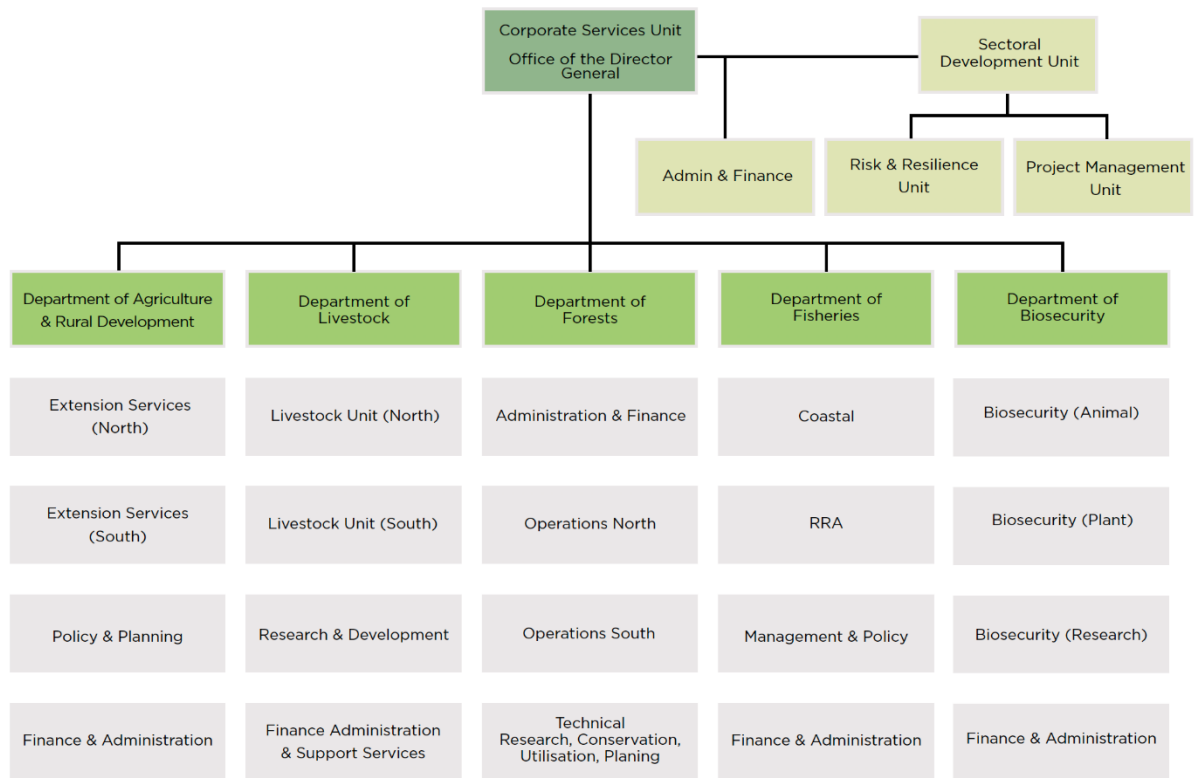 Corporate Services Unit
Office of the Director
General
Sectoral
Development Unit
Admin & Finance
Risk & Resilience
Unit
Project Management
Unit
Department of Agriculture
& Rural Development
Department of
Livestock
Department of
Forests
Department of
Fisheries
Department of
Biosecurity
Extension Services
(North)
Livestock Unit (North)
Administration & Finance
Coastal
Biosecurity (Animal)
Extension Services
(South)
Livestock Unit (South)
Operations North
RRA
Biosecurity (Plant)
Policy & Planning
Research & Development
Operations South
Management & Policy
Biosecurity (Research)
Finance & Administration
Finance Administration
& Support Services
Technical
Research, Conservation,
Utilisation, Planing
Finance & Administration
Finance & Administration